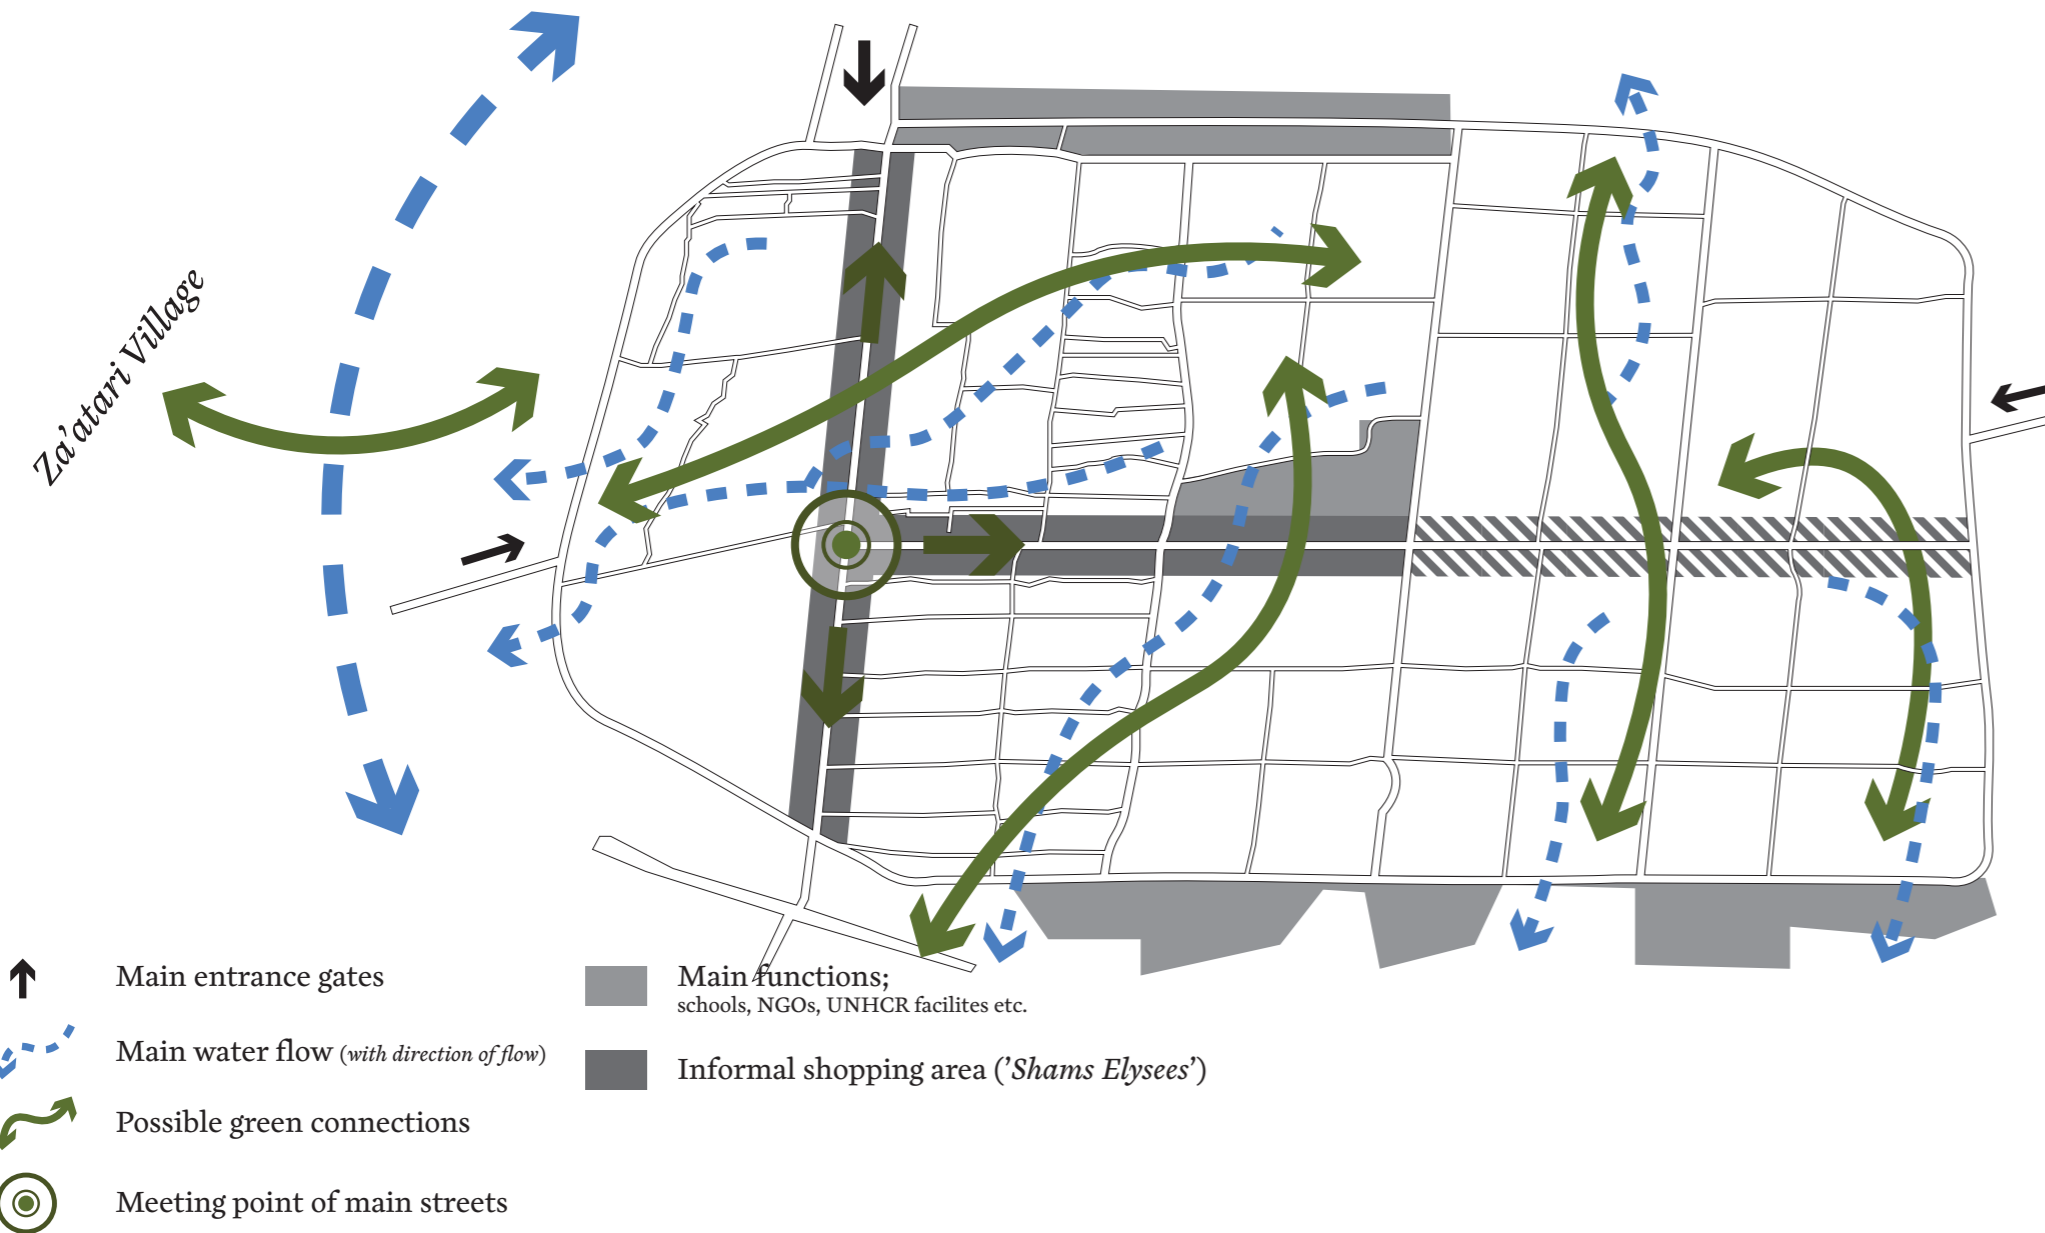 Za'atari Village
Main entrance gates
Main water flow (with direction of flow)
Possible green connections
Meeting point of main streets
Main functions;
schools, NGOs, UNHCR facilites etc.
Informal shopping area ('Shams Elysees')